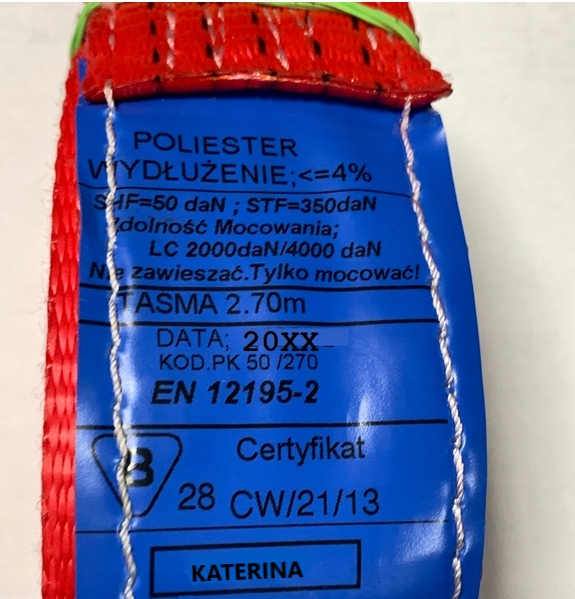 POLIESTER
WYDŁUŻENIE;<=4%
SHF=50 daN ; STF=350daN
Zdolność Mocowania;
LC 2000daN/4000 daN
Nie zawieszać.Tylko mocować!
TASMA 2.70m
DATA; 20XX
KOD.PK 50 /270
EN 12195-2
B
Certyfikat
28 CW/21/13
KATERINA